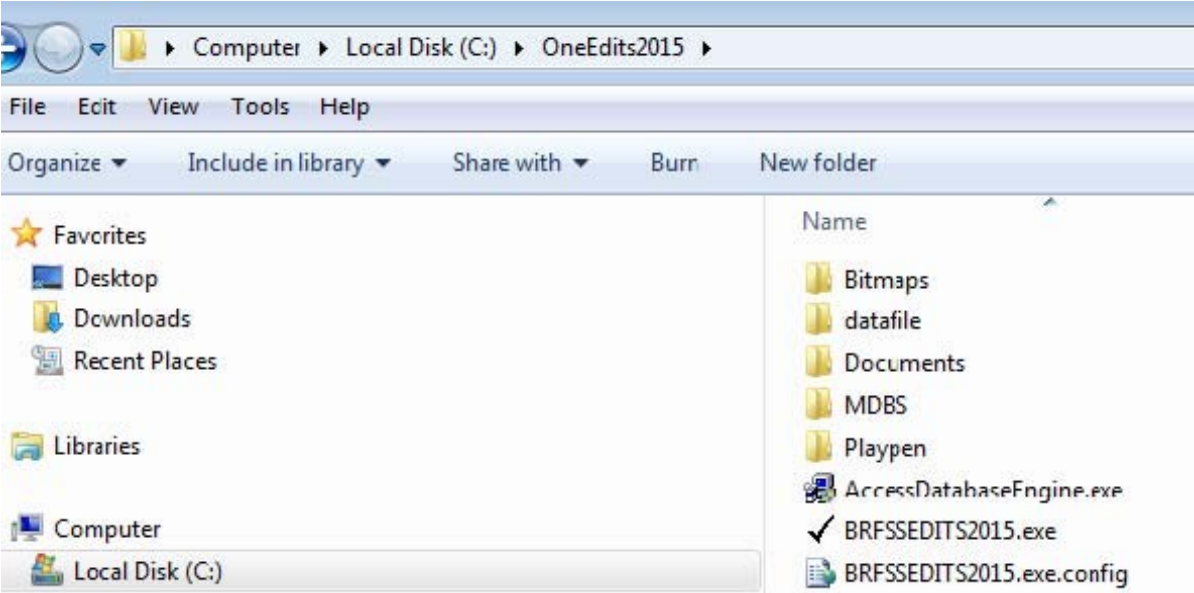 Computer Local Disk (C:) OneEdits2015
File Edit View Tools Help
Organize Include in library Share with Burn New folder
Favorites
Desktop
Downloads
Recent Places
Libraries
Computer
Local Disk (C:)
Name
Bitmaps
datafile
Documents
MDBS
Playpen
AccessDatabaseEngine.exe
BRFSSEDITS2015.exe
BRFSSEDITS2015.exe.config